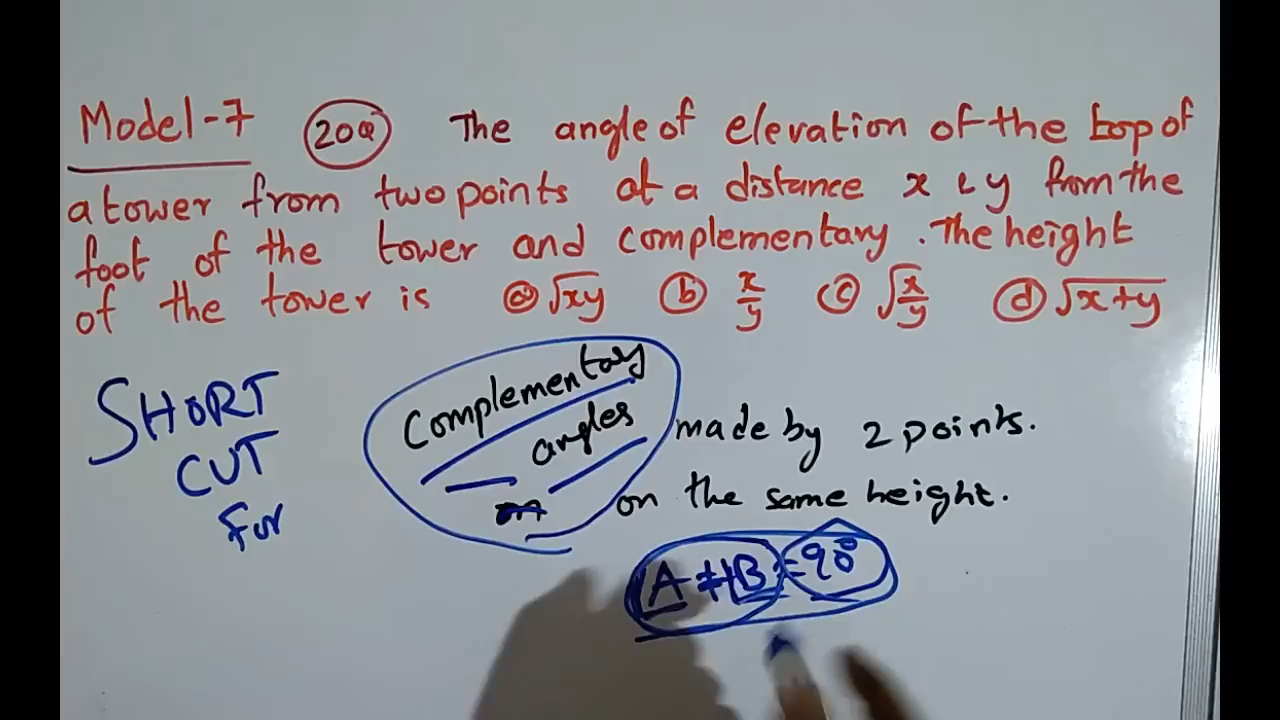 Model-7 20Q The angle of elevation of the top of
a tower from two points at a distance x & y from the
foot of the tower and complementary. The height
of the tower is ⓐ √xy ⓑ x/y ⓒ √x/y ⓓ √x+y
SHORT
CUT
For
Complementary
angles made by 2 points.
on the same height.
A + B = 90°